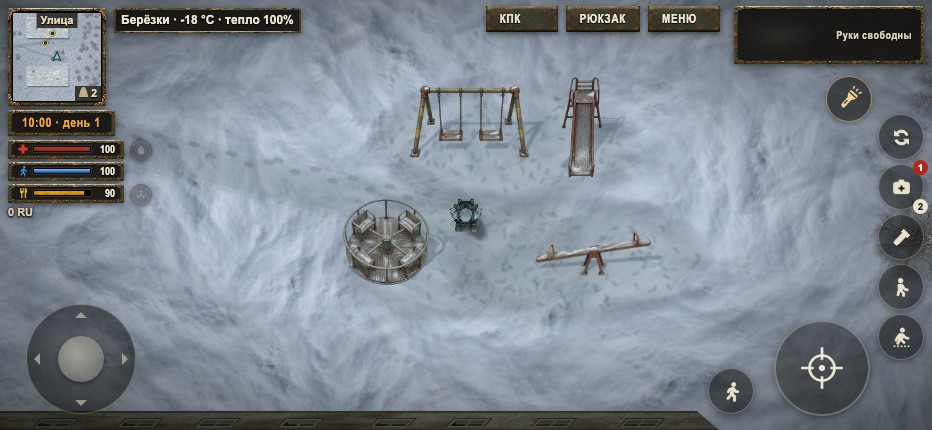 Улица
Берёзки · -18 °C · тепло 100%
КПК
РЮКЗАК
МЕНЮ
Руки свободны
2
10:00 · день 1
100
100
90
0 RU
1
2